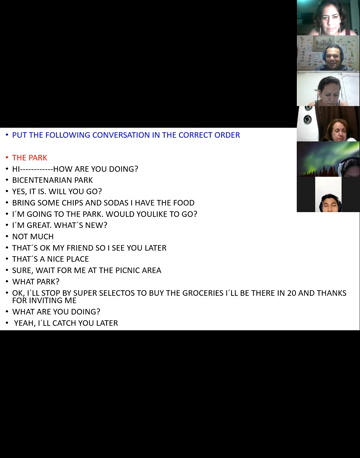 PUT THE FOLLOWING CONVERSATION IN THE CORRECT ORDER
THE PARK
HI------------HOW ARE YOU DOING?
BICENTENARIAN PARK
YES, IT IS. WILL YOU GO?
BRING SOME CHIPS AND SODAS I HAVE THE FOOD
I´M GOING TO THE PARK. WOULD YOULIKE TO GO?
I´M GREAT. WHAT´S NEW?
NOT MUCH
THAT´S OK MY FRIEND SO I SEE YOU LATER
THAT´S A NICE PLACE
SURE, WAIT FOR ME AT THE PICNIC AREA
WHAT PARK?
OK, I´LL STOP BY SUPER SELECTOS TO BUY THE GROCERIES I´LL BE THERE IN 20 AND THANKS
FOR INVITING ME
WHAT ARE YOU DOING?
YEAH, I´LL CATCH YOU LATER